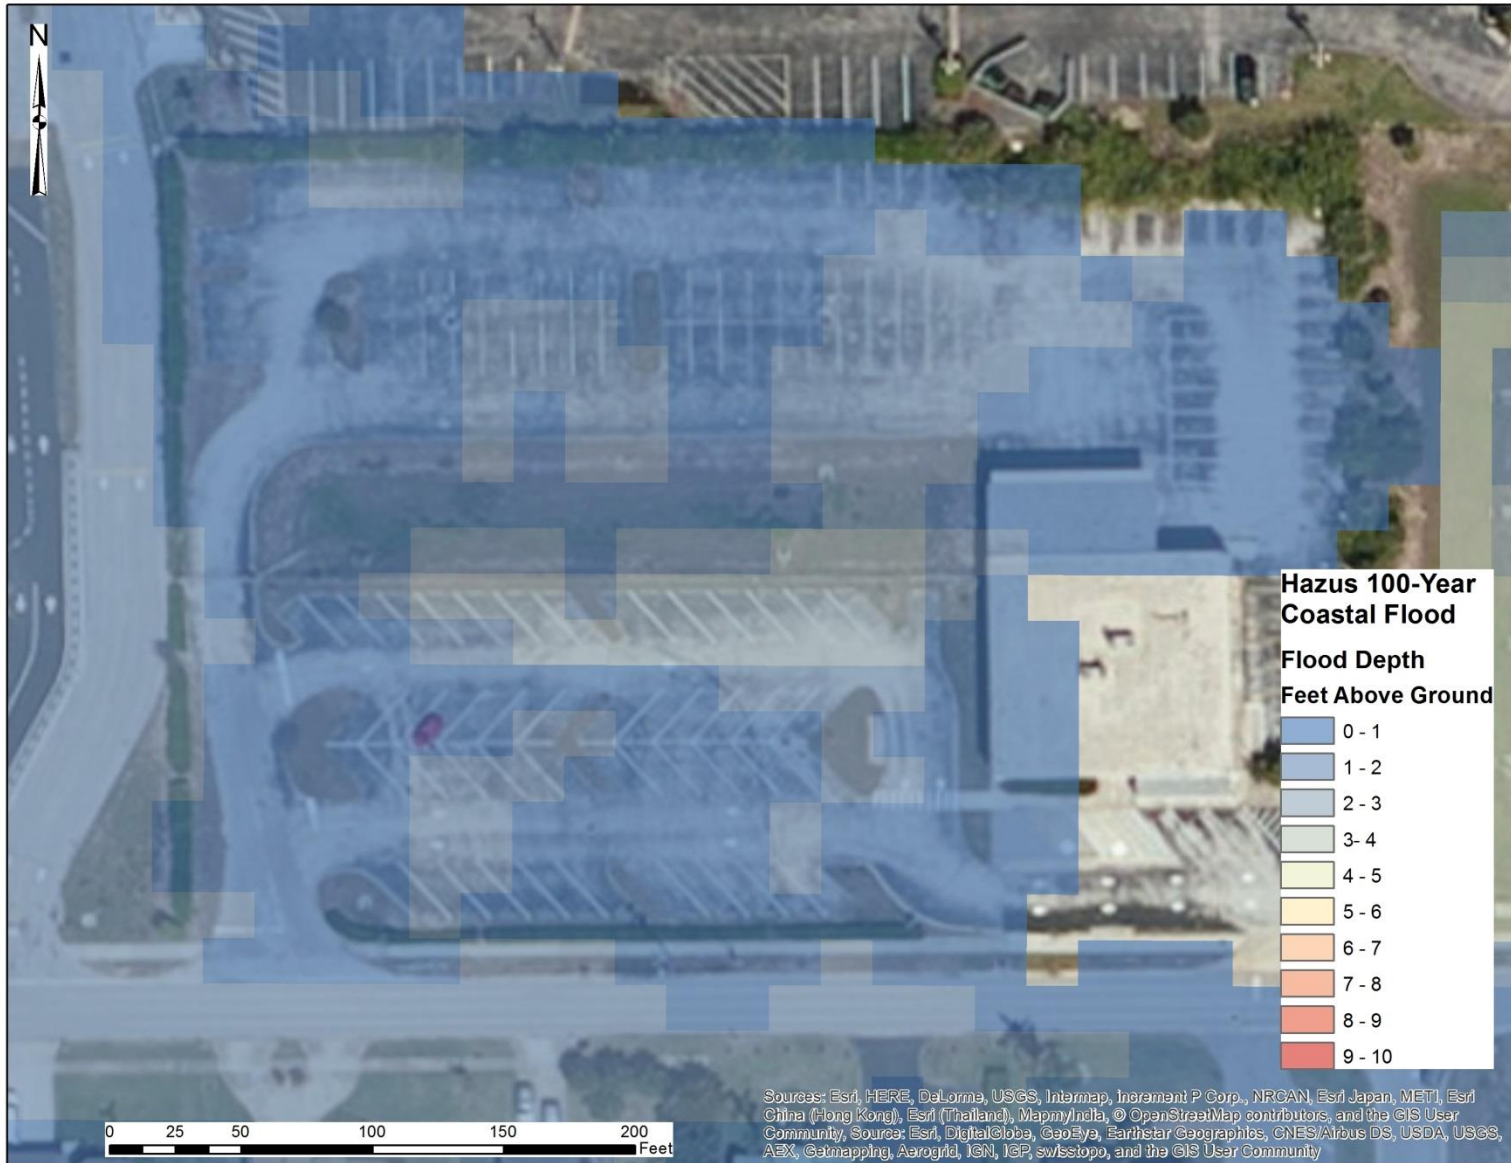 N
Hazus 100-Year
Coastal Flood
Flood Depth
Feet Above Ground
0 - 1
1 - 2
2 - 3
3- 4
4 - 5
5 - 6
6 - 7
7 - 8
8 - 9
9 - 10
0 25 50 100 150 200
Feet
Sources: Esri, HERE, DeLorme, USGS, Intermap, increment P Corp., NRCAN, Esri Japan, METI, Esri
China (Hong Kong), Esri (Thailand), MapmyIndia, © OpenStreetMap contributors, and the GIS User
Community, Source: Esri, DigitalGlobe, GeoEye, Earthstar Geographics, CNES/Airbus DS, USDA, USGS,
AEX, Getmapping, Aerogrid, IGN, IGP, swisstopo, and the GIS User Community